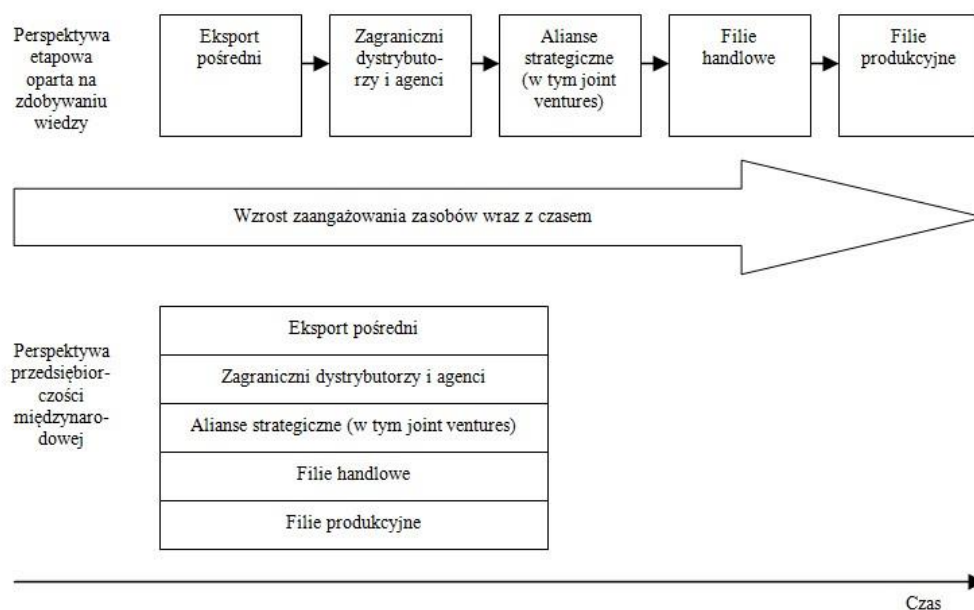 Perspektywa
etapowa
oparta na
zdobywaniu
wiedzy
Eksport
pośredni
Zagraniczni
dystrybuto-
rzy i agenci
Alianse
strategiczne
(w tym joint
ventures)
Filie
handlowe
Filie
produkcyjne
Wzrost zaangażowania zasobów wraz z czasem
Perspektywa
przedsiębior-
czości
międzynaro-
dowej
Eksport pośredni
Zagraniczni dystrybutorzy i agenci
Alianse strategiczne (w tym joint ventures)
Filie handlowe
Filie produkcyjne
Czas